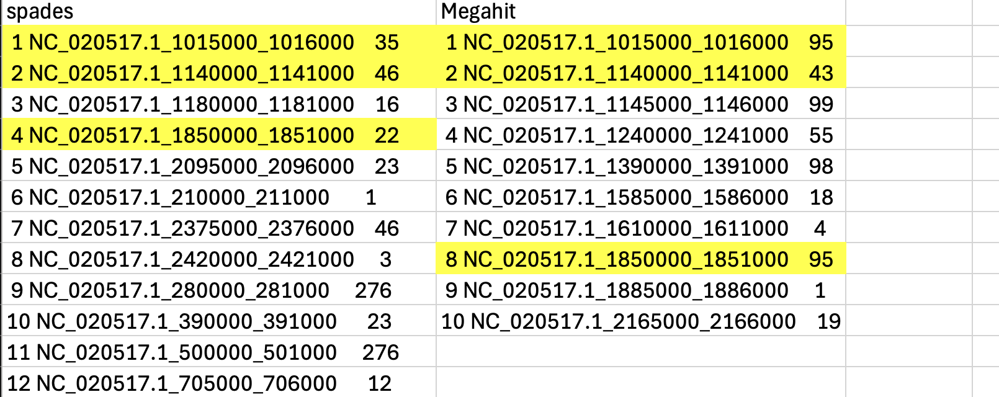 spades Megahit
1 NC_020517.1_1015000_1016000 35 1 NC_020517.1_1015000_1016000 95
2 NC_020517.1_1140000_1141000 46 2 NC_020517.1_1140000_1141000 43
3 NC_020517.1_1180000_1181000 16 3 NC_020517.1_1145000_1146000 99
4 NC_020517.1_1850000_1851000 22 4 NC_020517.1_1240000_1241000 55
5 NC_020517.1_2095000_2096000 23 5 NC_020517.1_1390000_1391000 98
6 NC_020517.1_210000_211000 1 6 NC_020517.1_1585000_1586000 18
7 NC_020517.1_2375000_2376000 46 7 NC_020517.1_1610000_1611000 4
8 NC_020517.1_2420000_2421000 3 8 NC_020517.1_1850000_1851000 95
9 NC_020517.1_280000_281000 276 9 NC_020517.1_1885000_1886000 1
10 NC_020517.1_390000_391000 23 10 NC_020517.1_2165000_2166000 19
11 NC_020517.1_500000_501000 276
12 NC_020517.1_705000_706000 12